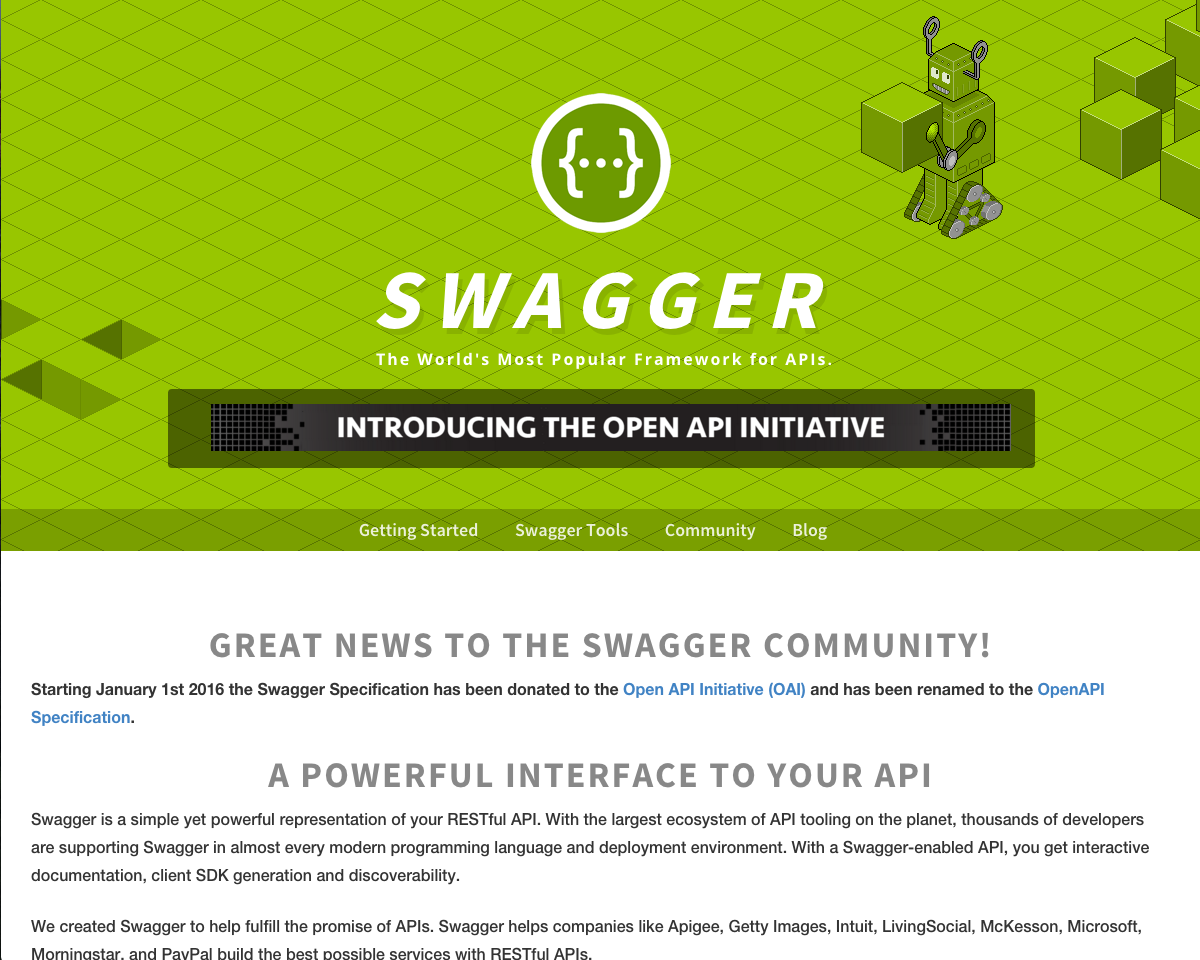 {···}
SWAGGER
The World's Most Popular Framework for APIs.
INTRODUCING THE OPEN API INITIATIVE
Getting Started Swagger Tools Community Blog
GREAT NEWS TO THE SWAGGER COMMUNITY!
Starting January 1st 2016 the Swagger Specification has been donated to the Open API Initiative (OAI) and has been renamed to the OpenAPI
Specification.
A POWERFUL INTERFACE TO YOUR API
Swagger is a simple yet powerful representation of your RESTful API. With the largest ecosystem of API tooling on the planet, thousands of developers
are supporting Swagger in almost every modern programming language and deployment environment. With a Swagger-enabled API, you get interactive
documentation, client SDK generation and discoverability.
We created Swagger to help fulfill the promise of APIs. Swagger helps companies like Apigee, Getty Images, Intuit, LivingSocial, McKesson, Microsoft,
Morningstar, and PayPal build the best possible services with RESTful APIs.